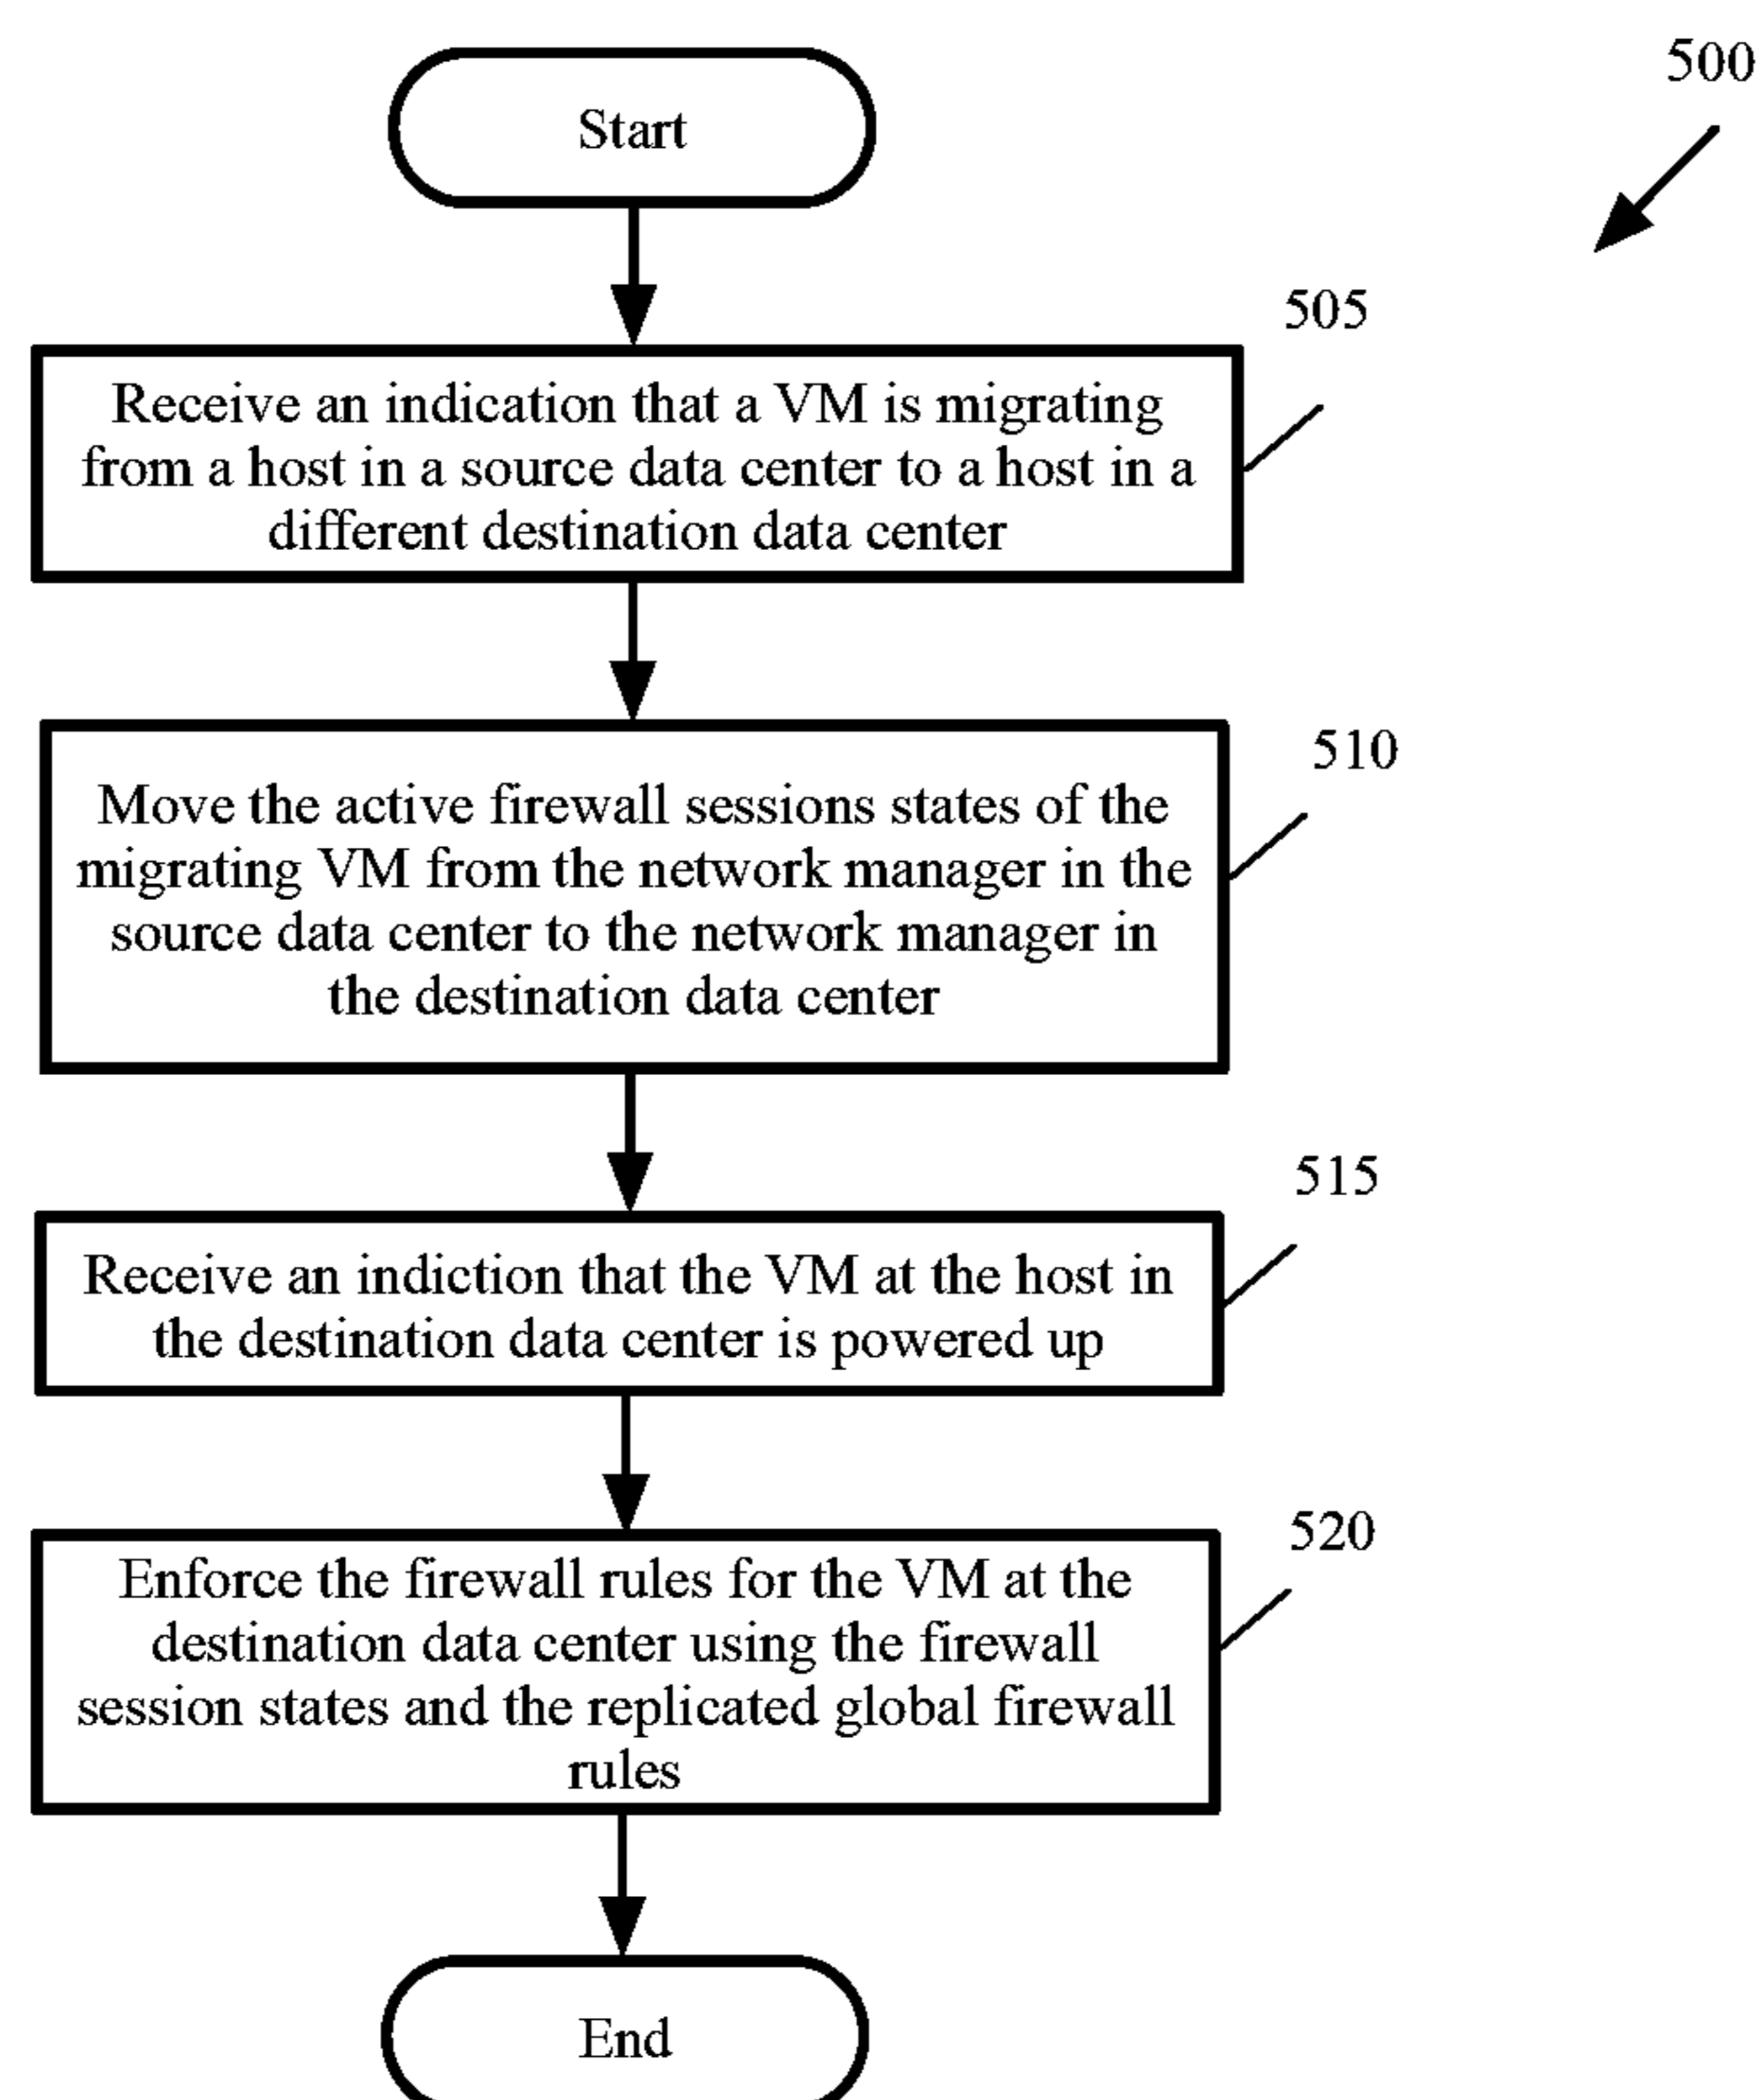 500
Start
505
Receive an indication that a VM is migrating
from a host in a source data center to a host in a
different destination data center
510
Move the active firewall sessions states of the
migrating VM from the network manager in the
source data center to the network manager in
the destination data center
515
Receive an indiction that the VM at the host in
the destination data center is powered up
520
Enforce the firewall rules for the VM at the
destination data center using the firewall
session states and the replicated global firewall
rules
End